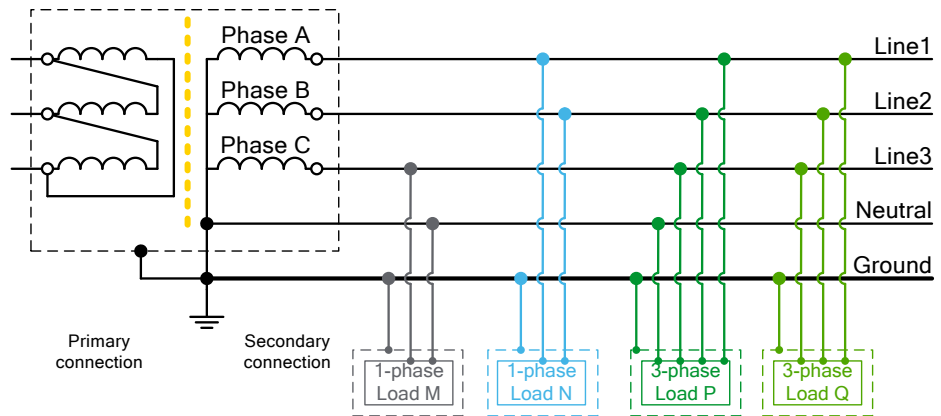 Phase A
Line1
Phase B
Line2
Phase C
Line3
Neutral
Ground
Primary
connection
Secondary
connection
1-phase
Load M
1-phase
Load N
3-phase
Load P
3-phase
Load Q